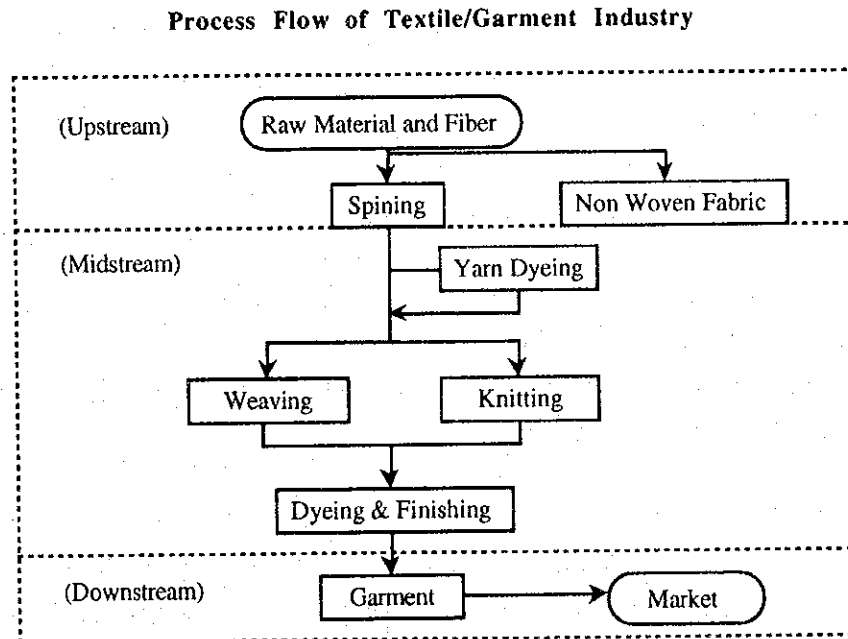 Process Flow of Textile/Garment Industry
(Upstream)
Raw Material and Fiber
Spining
Non Woven Fabric
(Midstream)
Yarn Dyeing
Weaving
Knitting
Dyeing & Finishing
(Downstream)
Garment
Market